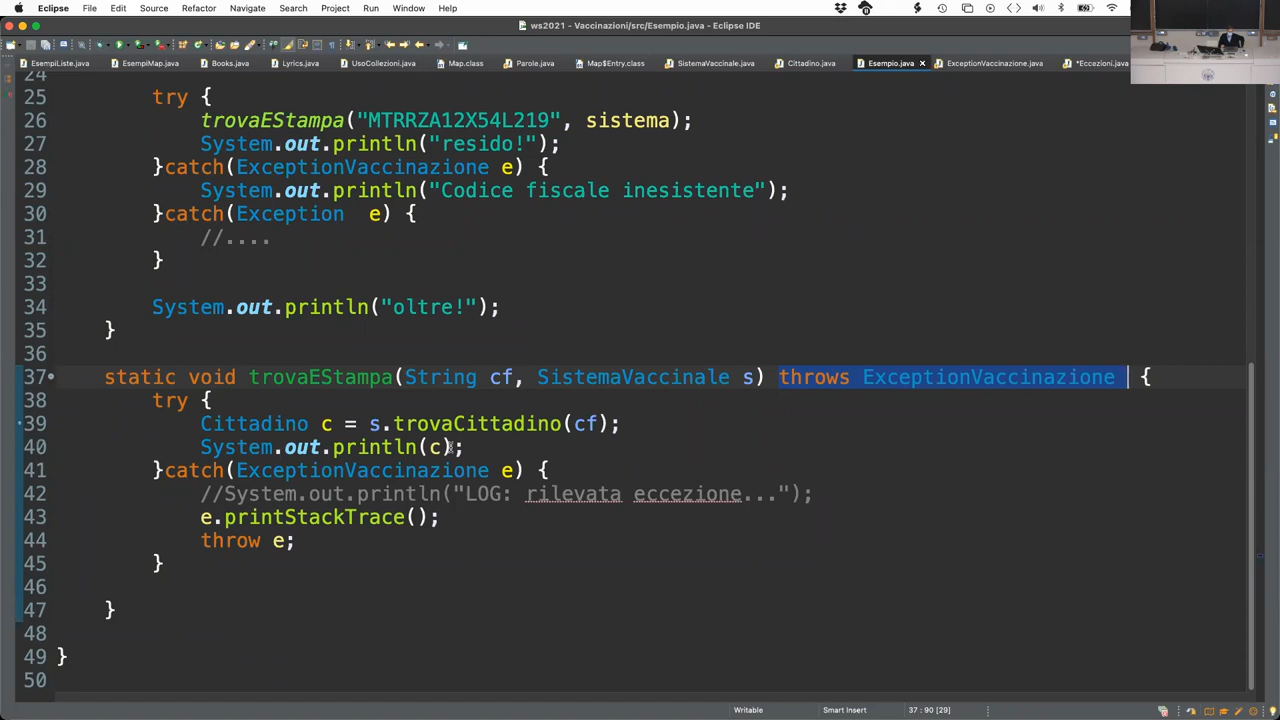 Eclipse File Edit Source Refactor Navigate Search Project Run Window Help
ws2021 - Vaccinazioni/src/Esempio.java - Eclipse IDE
EsempiListe.java EsempiMap.java Books.java Lyrics.java UsoCollezioni.java Map.class Parole.java Map$Entry.class SistemaVaccinale.java Cittadino.java Esempio.java ExceptionVaccinazione.java *Eccezioni.java
24
25 try {
26 trovaEStampa("MTRRZA12X54L219", sistema);
27 System.out.println("resido!");
28 }catch(ExceptionVaccinazione e) {
29 System.out.println("Codice fiscale inesistente");
30 }catch(Exception  e) {
31 //....
32 }
33
34 System.out.println("oltre!");
35 }
36
37 static void trovaEStampa(String cf, SistemaVaccinale s) throws ExceptionVaccinazione {
38 try {
39 Cittadino c = s.trovaCittadino(cf);
40 System.out.println(c);
41 }catch(ExceptionVaccinazione e) {
42 //System.out.println("LOG: rilevata eccezione...");
43 e.printStackTrace();
44 throw e;
45 }
46
47 }
48
49 }
50
Writable Smart Insert 37 : 90 [29]